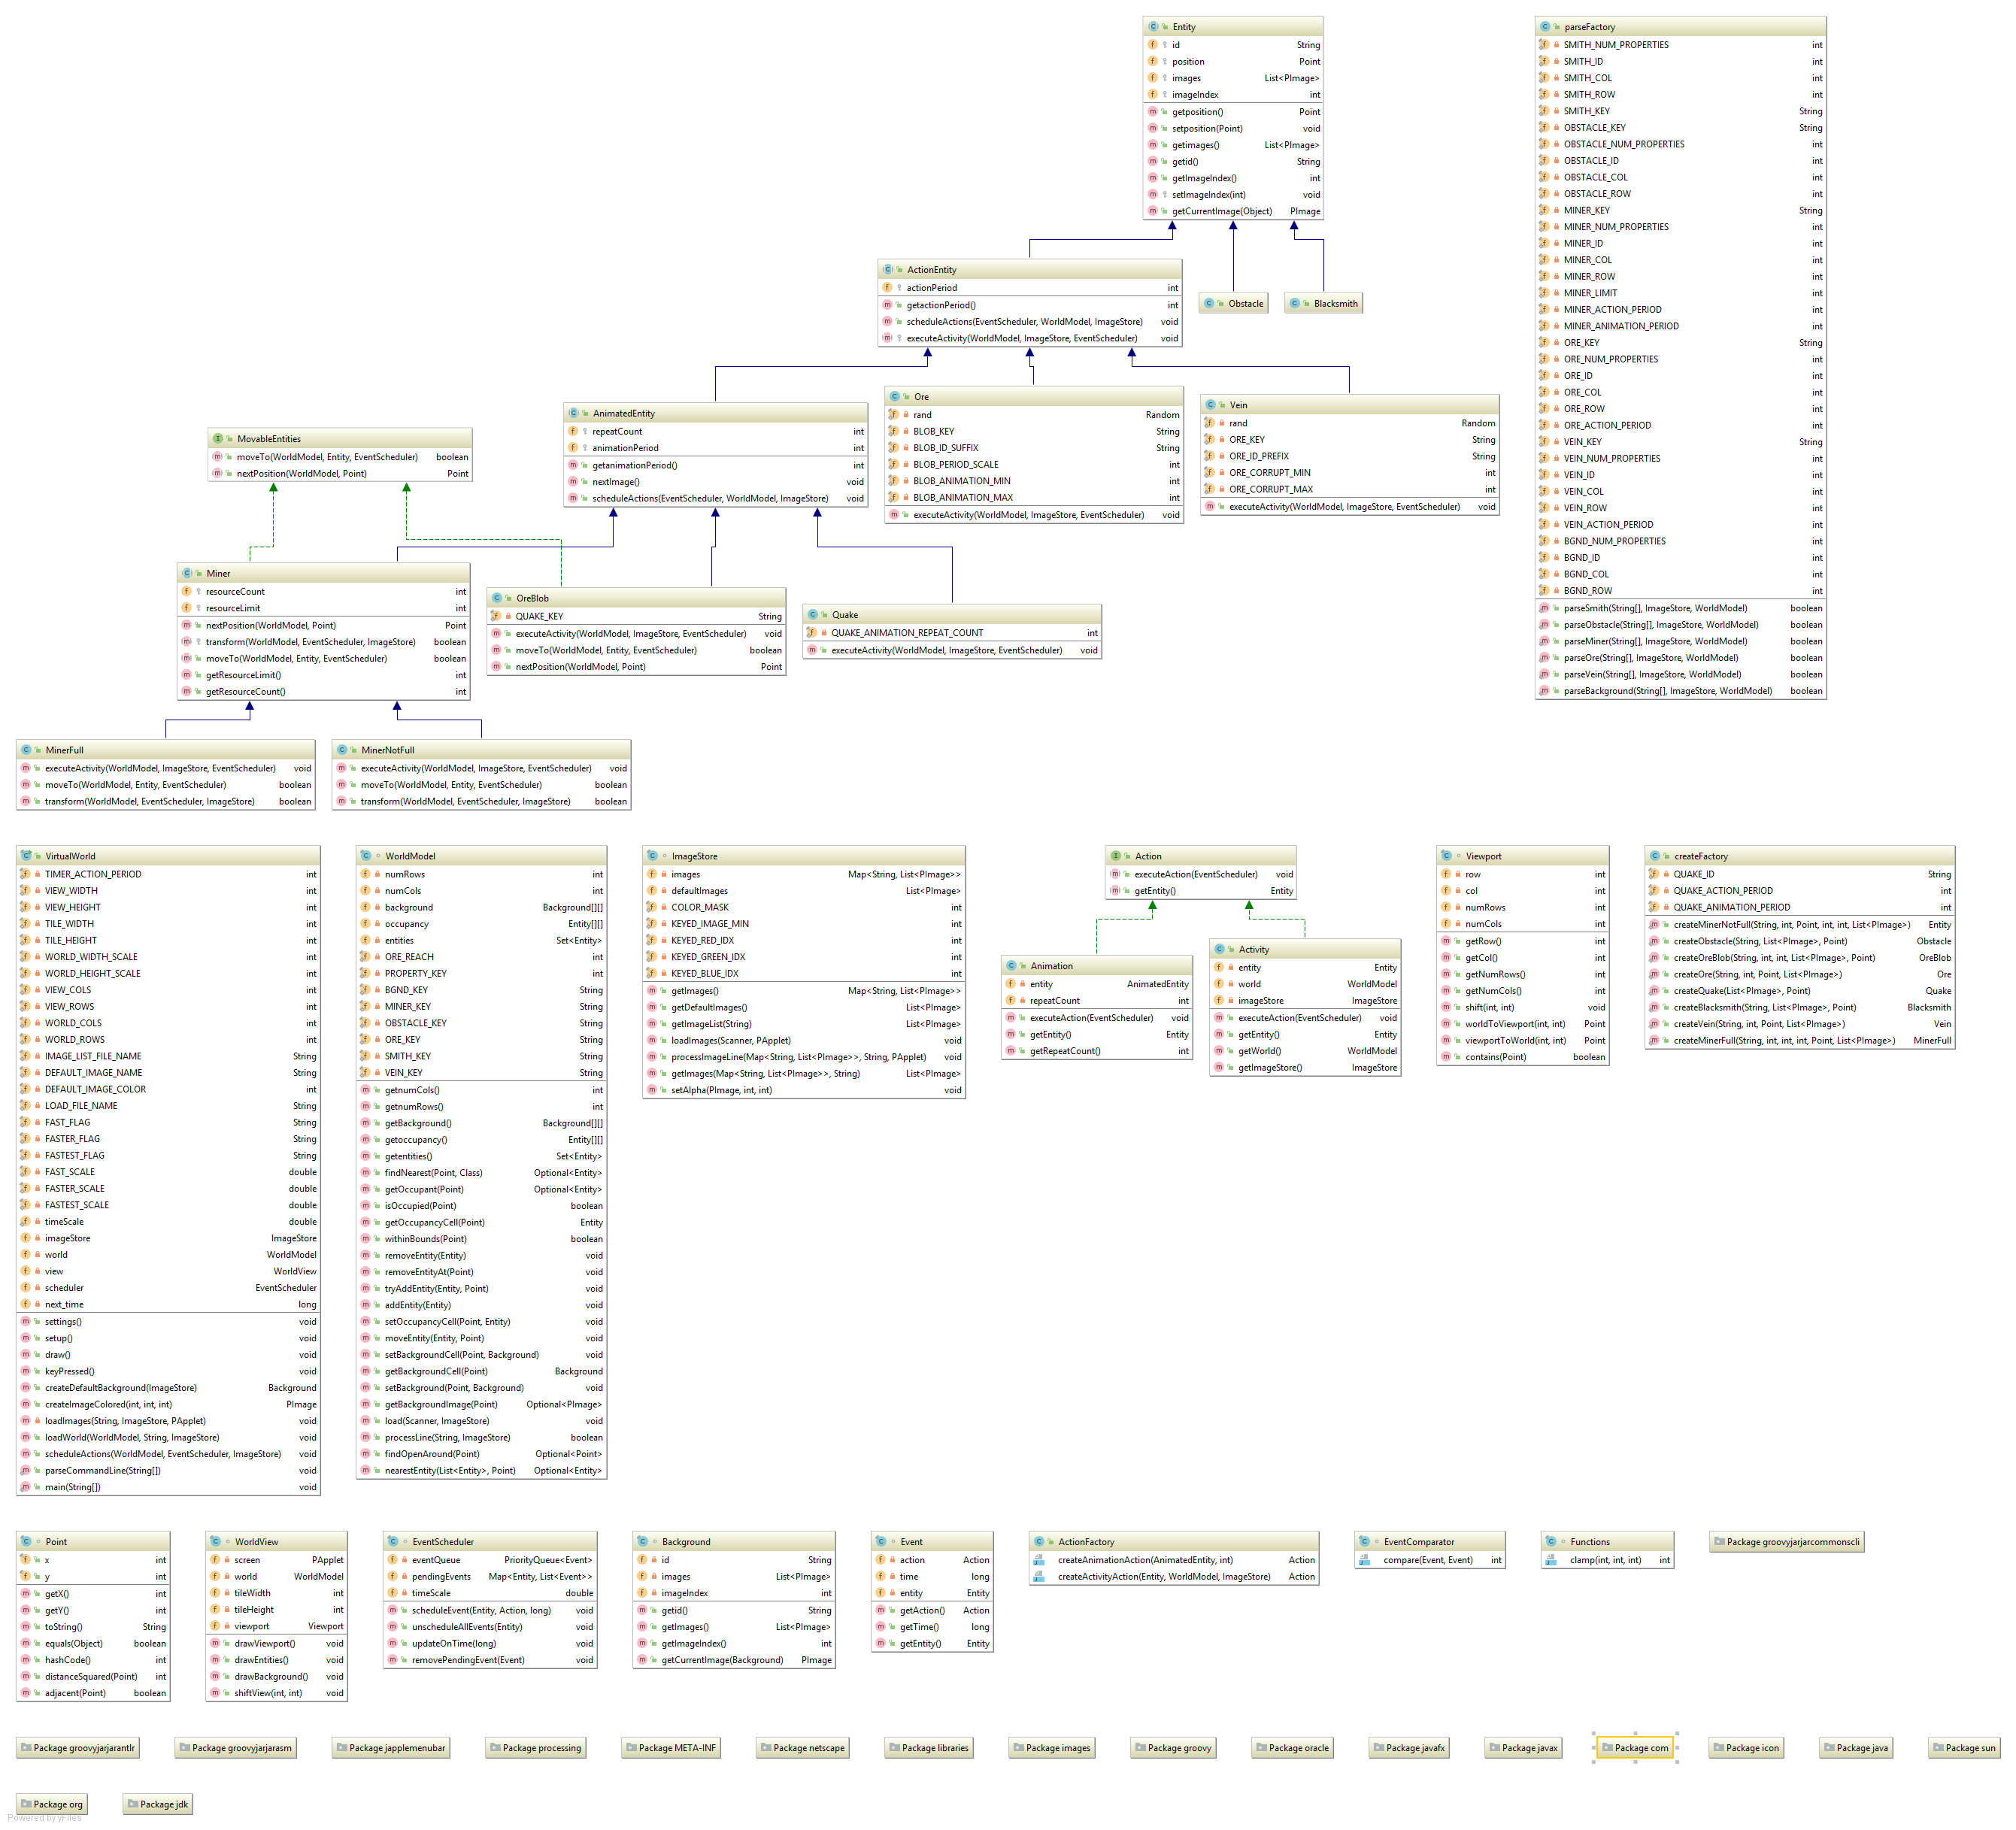 Entity
id String
position Point
images List<PImage>
imageIndex int
getposition() Point
setposition(Point) void
getimages() List<PImage>
getid() String
getImageIndex() int
setImageIndex(int) void
getCurrentImage(Object) PImage
parseFactory
SMITH_NUM_PROPERTIES int
SMITH_ID int
SMITH_COL int
SMITH_ROW int
SMITH_KEY String
OBSTACLE_KEY String
OBSTACLE_NUM_PROPERTIES int
OBSTACLE_ID int
OBSTACLE_COL int
OBSTACLE_ROW int
MINER_KEY String
MINER_NUM_PROPERTIES int
MINER_ID int
MINER_COL int
MINER_ROW int
MINER_LIMIT int
MINER_ACTION_PERIOD int
MINER_ANIMATION_PERIOD int
ORE_KEY String
ORE_NUM_PROPERTIES int
ORE_ID int
ORE_COL int
ORE_ROW int
ORE_ACTION_PERIOD int
VEIN_KEY String
VEIN_NUM_PROPERTIES int
VEIN_ID int
VEIN_COL int
VEIN_ROW int
VEIN_ACTION_PERIOD int
BGND_NUM_PROPERTIES int
BGND_ID int
BGND_COL int
BGND_ROW int
parseSmith(String[], ImageStore, WorldModel) boolean
parseObstacle(String[], ImageStore, WorldModel) boolean
parseMiner(String[], ImageStore, WorldModel) boolean
parseOre(String[], ImageStore, WorldModel) boolean
parseVein(String[], ImageStore, WorldModel) boolean
parseBackground(String[], ImageStore, WorldModel) boolean
ActionEntity
actionPeriod int
getactionPeriod() int
scheduleActions(EventScheduler, WorldModel, ImageStore) void
executeActivity(WorldModel, ImageStore, EventScheduler) void
Obstacle
Blacksmith
MovableEntities
moveTo(WorldModel, Entity, EventScheduler) boolean
nextPosition(WorldModel, Point) Point
AnimatedEntity
repeatCount int
animationPeriod int
getanimationPeriod() int
nextImage() void
scheduleActions(EventScheduler, WorldModel, ImageStore) void
Ore
rand Random
BLOB_KEY String
BLOB_ID_SUFFIX String
BLOB_PERIOD_SCALE int
BLOB_ANIMATION_MIN int
BLOB_ANIMATION_MAX int
executeActivity(WorldModel, ImageStore, EventScheduler) void
Vein
rand Random
ORE_KEY String
ORE_ID_PREFIX String
ORE_CORRUPT_MIN int
ORE_CORRUPT_MAX int
executeActivity(WorldModel, ImageStore, EventScheduler) void
Miner
resourceCount int
resourceLimit int
nextPosition(WorldModel, Point) Point
transform(WorldModel, EventScheduler, ImageStore) boolean
moveTo(WorldModel, Entity, EventScheduler) boolean
getResourceLimit() int
getResourceCount() int
OreBlob
QUAKE_KEY String
executeActivity(WorldModel, ImageStore, EventScheduler) void
moveTo(WorldModel, Entity, EventScheduler) boolean
nextPosition(WorldModel, Point) Point
Quake
QUAKE_ANIMATION_REPEAT_COUNT int
executeActivity(WorldModel, ImageStore, EventScheduler) void
MinerFull
executeActivity(WorldModel, ImageStore, EventScheduler) void
moveTo(WorldModel, Entity, EventScheduler) boolean
transform(WorldModel, EventScheduler, ImageStore) boolean
MinerNotFull
executeActivity(WorldModel, ImageStore, EventScheduler) void
moveTo(WorldModel, Entity, EventScheduler) boolean
transform(WorldModel, EventScheduler, ImageStore) boolean
VirtualWorld
TIMER_ACTION_PERIOD int
VIEW_WIDTH int
VIEW_HEIGHT int
TILE_WIDTH int
TILE_HEIGHT int
WORLD_WIDTH_SCALE int
WORLD_HEIGHT_SCALE int
VIEW_COLS int
VIEW_ROWS int
WORLD_COLS int
WORLD_ROWS int
IMAGE_LIST_FILE_NAME String
DEFAULT_IMAGE_NAME String
DEFAULT_IMAGE_COLOR int
LOAD_FILE_NAME String
FAST_FLAG String
FASTER_FLAG String
FASTEST_FLAG String
FAST_SCALE double
FASTER_SCALE double
FASTEST_SCALE double
timeScale double
imageStore ImageStore
world WorldModel
view WorldView
scheduler EventScheduler
next_time long
settings() void
setup() void
draw() void
keyPressed() void
createDefaultBackground(ImageStore) Background
createImageColored(int, int, int) PImage
loadImages(String, ImageStore, PApplet) void
loadWorld(WorldModel, String, ImageStore) void
scheduleActions(WorldModel, EventScheduler, ImageStore) void
parseCommandLine(String[]) void
main(String[]) void
WorldModel
numRows int
numCols int
background Background[][]
occupancy Entity[][]
entities Set<Entity>
ORE_REACH int
PROPERTY_KEY int
BGND_KEY String
MINER_KEY String
OBSTACLE_KEY String
ORE_KEY String
SMITH_KEY String
VEIN_KEY String
getnumCols() int
getnumRows() int
getBackground() Background[][]
getoccupancy() Entity[][]
getentities() Set<Entity>
findNearest(Point, Class) Optional<Entity>
getOccupant(Point) Optional<Entity>
isOccupied(Point) boolean
getOccupancyCell(Point) Entity
withinBounds(Point) boolean
removeEntity(Entity) void
removeEntityAt(Point) void
tryAddEntity(Entity, Point) void
addEntity(Entity) void
setOccupancyCell(Point, Entity) void
moveEntity(Entity, Point) void
setBackgroundCell(Point, Background) void
getBackgroundCell(Point) Background
setBackground(Point, Background) void
getBackgroundImage(Point) Optional<PImage>
load(Scanner, ImageStore) void
processLine(String, ImageStore) boolean
findOpenAround(Point) Optional<Point>
nearestEntity(List<Entity>, Point) Optional<Entity>
ImageStore
images Map<String, List<PImage>>
defaultImages List<PImage>
COLOR_MASK int
KEYED_IMAGE_MIN int
KEYED_RED_IDX int
KEYED_GREEN_IDX int
KEYED_BLUE_IDX int
getImages() Map<String, List<PImage>>
getDefaultImages() List<PImage>
getImageList(String) List<PImage>
loadImages(Scanner, PApplet) void
processImageLine(Map<String, List<PImage>>, String, PApplet) void
getImages(Map<String, List<PImage>>, String) List<PImage>
setAlpha(PImage, int, int) void
Action
executeAction(EventScheduler) void
getEntity() Entity
Animation
entity AnimatedEntity
repeatCount int
executeAction(EventScheduler) void
getEntity() Entity
getRepeatCount() int
Activity
entity Entity
world WorldModel
imageStore ImageStore
executeAction(EventScheduler) void
getEntity() Entity
getWorld() WorldModel
getImageStore() ImageStore
Viewport
row int
col int
numRows int
numCols int
getRow() int
getCol() int
getNumRows() int
getNumCols() int
shift(int, int) void
worldToViewport(int, int) Point
viewportToWorld(int, int) Point
contains(Point) boolean
createFactory
QUAKE_ID String
QUAKE_ACTION_PERIOD int
QUAKE_ANIMATION_PERIOD int
createMinerNotFull(String, int, Point, int, int, List<PImage>) Entity
createObstacle(String, List<PImage>, Point) Obstacle
createOreBlob(String, int, int, List<PImage>, Point) OreBlob
createOre(String, int, Point, List<PImage>) Ore
createQuake(List<PImage>, Point) Quake
createBlacksmith(String, List<PImage>, Point) Blacksmith
createVein(String, int, Point, List<PImage>) Vein
createMinerFull(String, int, int, int, Point, List<PImage>) MinerFull
Point
x int
y int
getX() int
getY() int
toString() String
equals(Object) boolean
hashCode() int
distanceSquared(Point) int
adjacent(Point) boolean
WorldView
screen PApplet
world WorldModel
tileWidth int
tileHeight int
viewport Viewport
drawViewport() void
drawEntities() void
drawBackground() void
shiftView(int, int) void
EventScheduler
eventQueue PriorityQueue<Event>
pendingEvents Map<Entity, List<Event>>
timeScale double
scheduleEvent(Entity, Action, long) void
unscheduleAllEvents(Entity) void
updateOnTime(long) void
removePendingEvent(Event) void
Background
id String
images List<PImage>
imageIndex int
getid() String
getImages() List<PImage>
getImageIndex() int
getCurrentImage(Background) PImage
Event
action Action
time long
entity Entity
getAction() Action
getTime() long
getEntity() Entity
ActionFactory
createAnimationAction(AnimatedEntity, int) Action
createActivityAction(Entity, WorldModel, ImageStore) Action
EventComparator
compare(Event, Event) int
Functions
clamp(int, int, int) int
Package groovyjarjarcommonscli
Package groovyjarjarantlr
Package groovyjarjarasm
Package japplemenubar
Package processing
Package META-INF
Package netscape
Package libraries
Package images
Package groovy
Package oracle
Package javafx
Package javax
Package com
Package icon
Package java
Package sun
Package org
Package jdk
Powered by yFiles